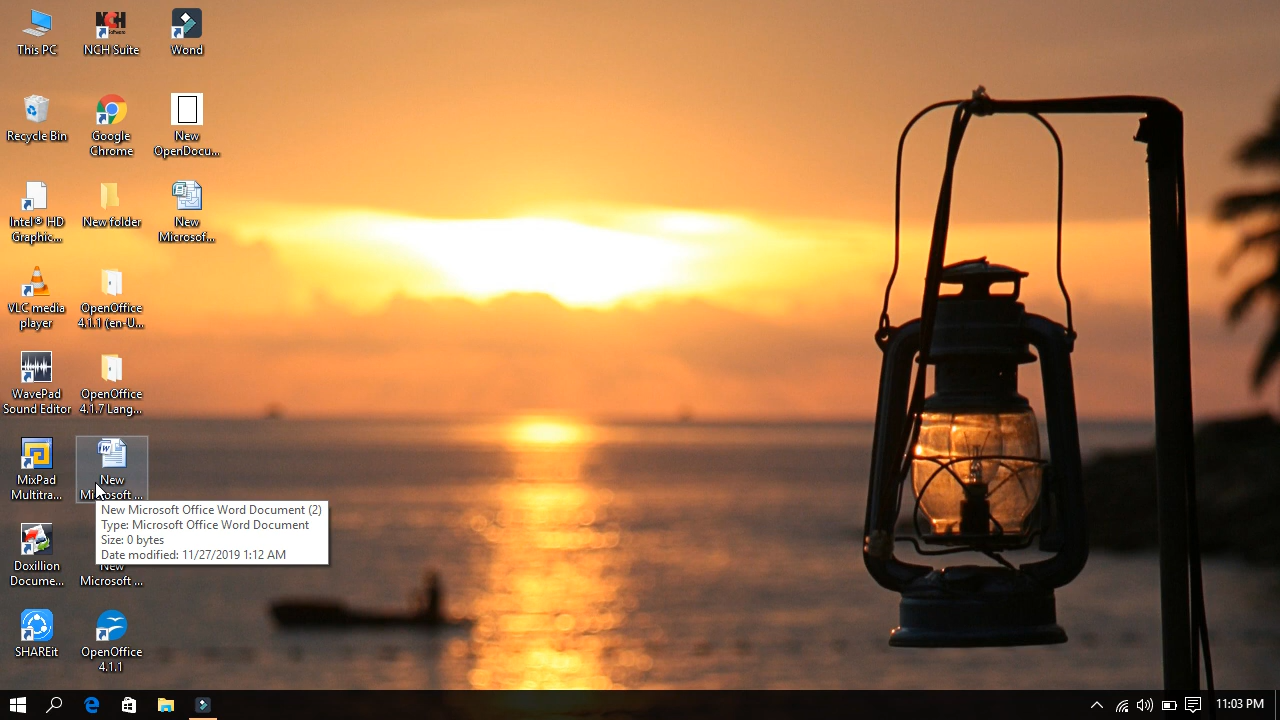 This PC
NCH Suite
Wond
Recycle Bin
Google
Chrome
New
OpenDocu...
Intel® HD
Graphic...
New folder
New
Microsof...
VLC media
player
OpenOffice
4.1.1 (en-U...
WavePad
Sound Editor
OpenOffice
4.1.7 Lang...
MixPad
Multitra...
New
Microsoft ...
New Microsoft Office Word Document (2)
Type: Microsoft Office Word Document
Size: 0 bytes
Date modified: 11/27/2019 1:12 AM
Doxillion
Docume...
New
Microsoft ...
SHAREit
OpenOffice
4.1.1
11:03 PM